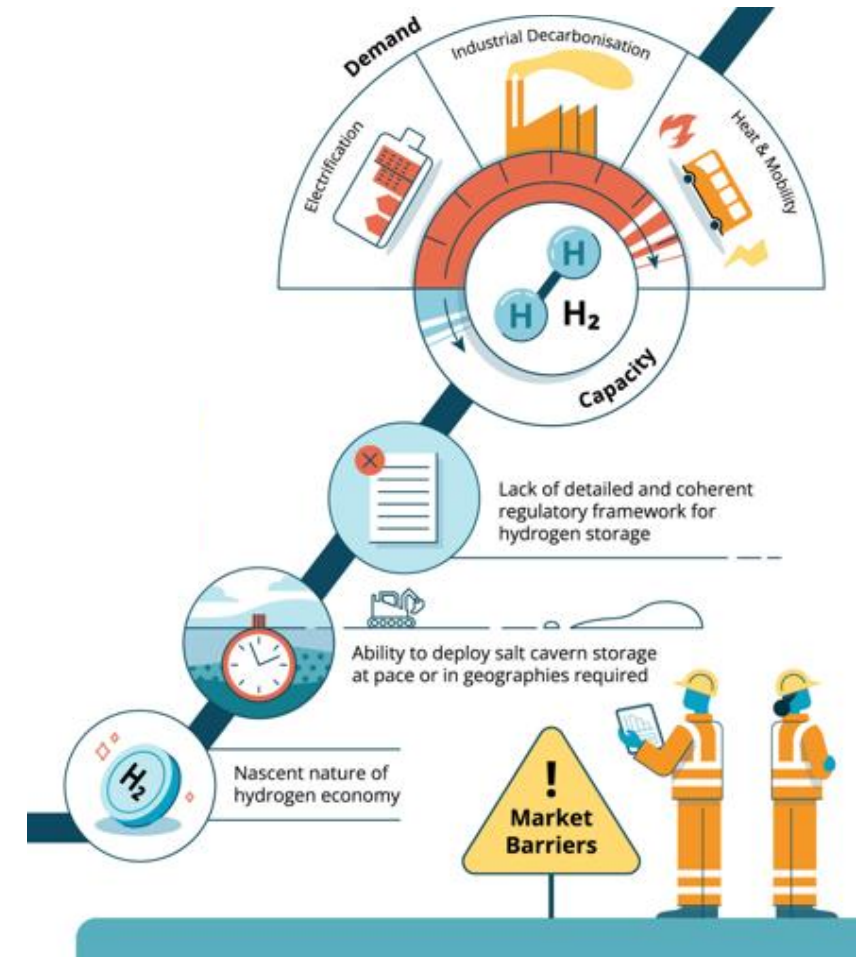 Demand
Electrification
Industrial Decarbonisation
Heat & Mobility
H
H
H₂
Capacity
Lack of detailed and coherent
regulatory framework for
hydrogen storage
Ability to deploy salt cavern storage
at pace or in geographies required
H₂
Nascent nature of
hydrogen economy
!
Market
Barriers